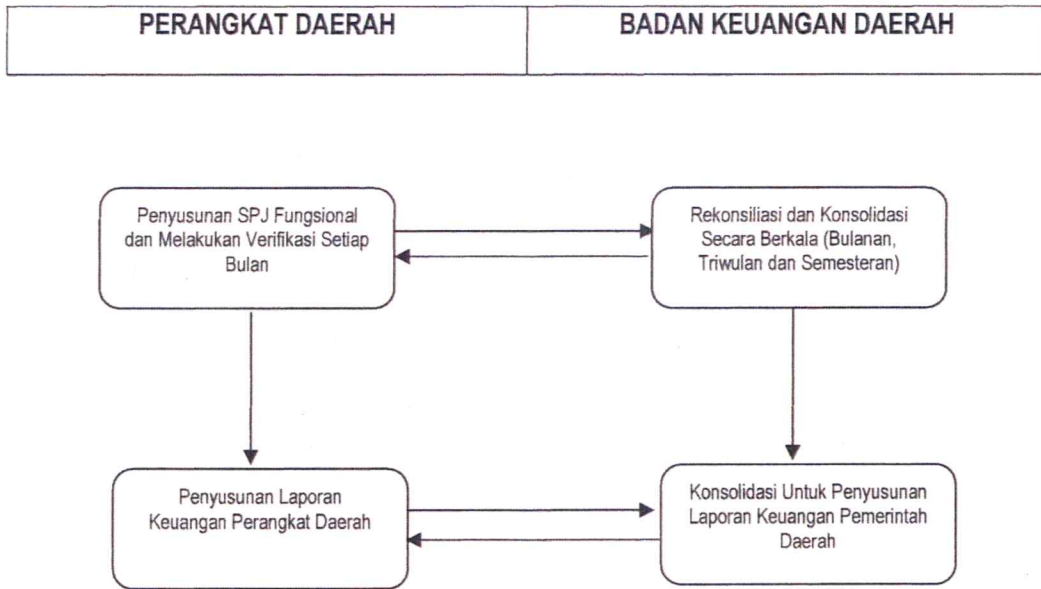 PERANGKAT DAERAH
BADAN KEUANGAN DAERAH
Penyusunan SPJ Fungsional
dan Melakukan Verifikasi Setiap
Bulan
Rekonsiliasi dan Konsolidasi
Secara Berkala (Bulanan,
Triwulan dan Semesteran)
Penyusunan Laporan
Keuangan Perangkat Daerah
Konsolidasi Untuk Penyusunan
Laporan Keuangan Pemerintah
Daerah